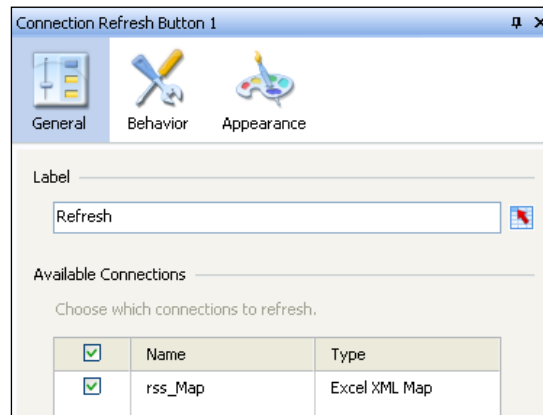 Connection Refresh Button 1
General Behavior Appearance
Label
Refresh
Available Connections
Choose which connections to refresh.
Name Type
rss_Map Excel XML Map